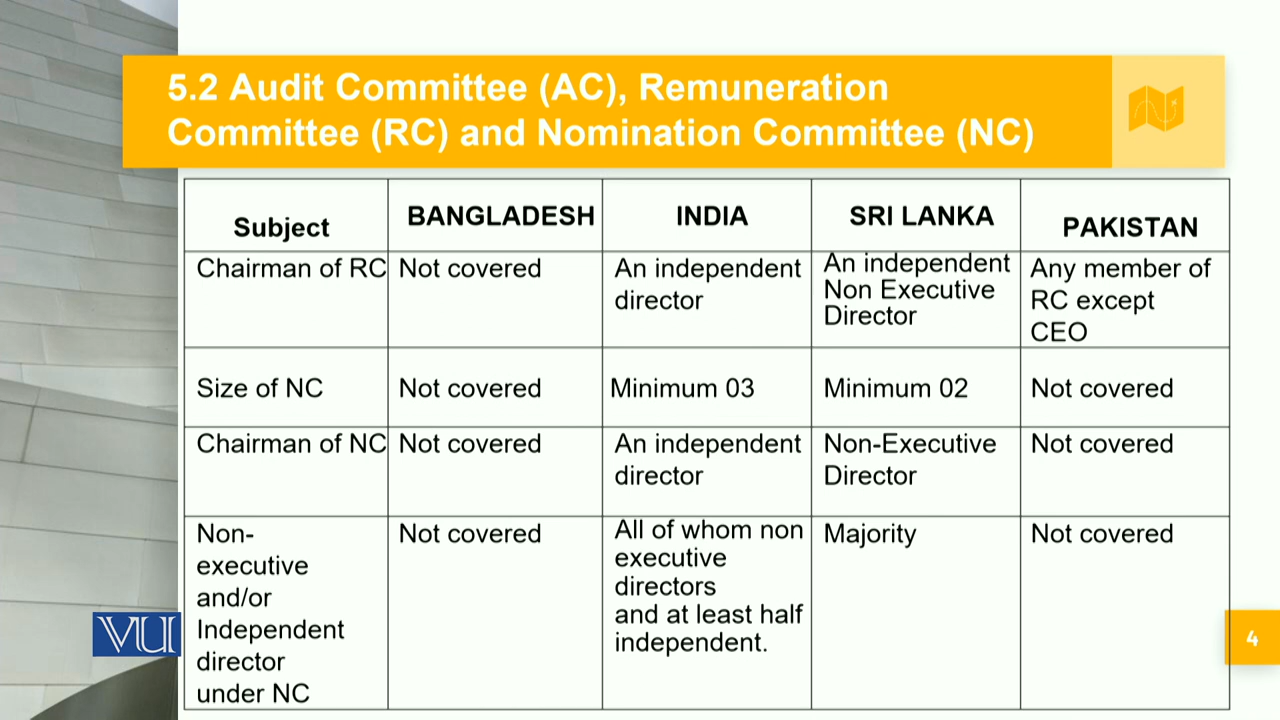 5.2 Audit Committee (AC), Remuneration
Committee (RC) and Nomination Committee (NC)
Subject
BANGLADESH
INDIA
SRI LANKA
PAKISTAN
Chairman of RC
Not covered
An independent
director
An independent
Non Executive
Director
Any member of
RC except
CEO
Size of NC
Not covered
Minimum 03
Minimum 02
Not covered
Chairman of NC
Not covered
An independent
director
Non-Executive
Director
Not covered
Non-
executive
and/or
Independent
director
under NC
Not covered
All of whom non
executive
directors
and at least half
independent.
Majority
Not covered
VU
4